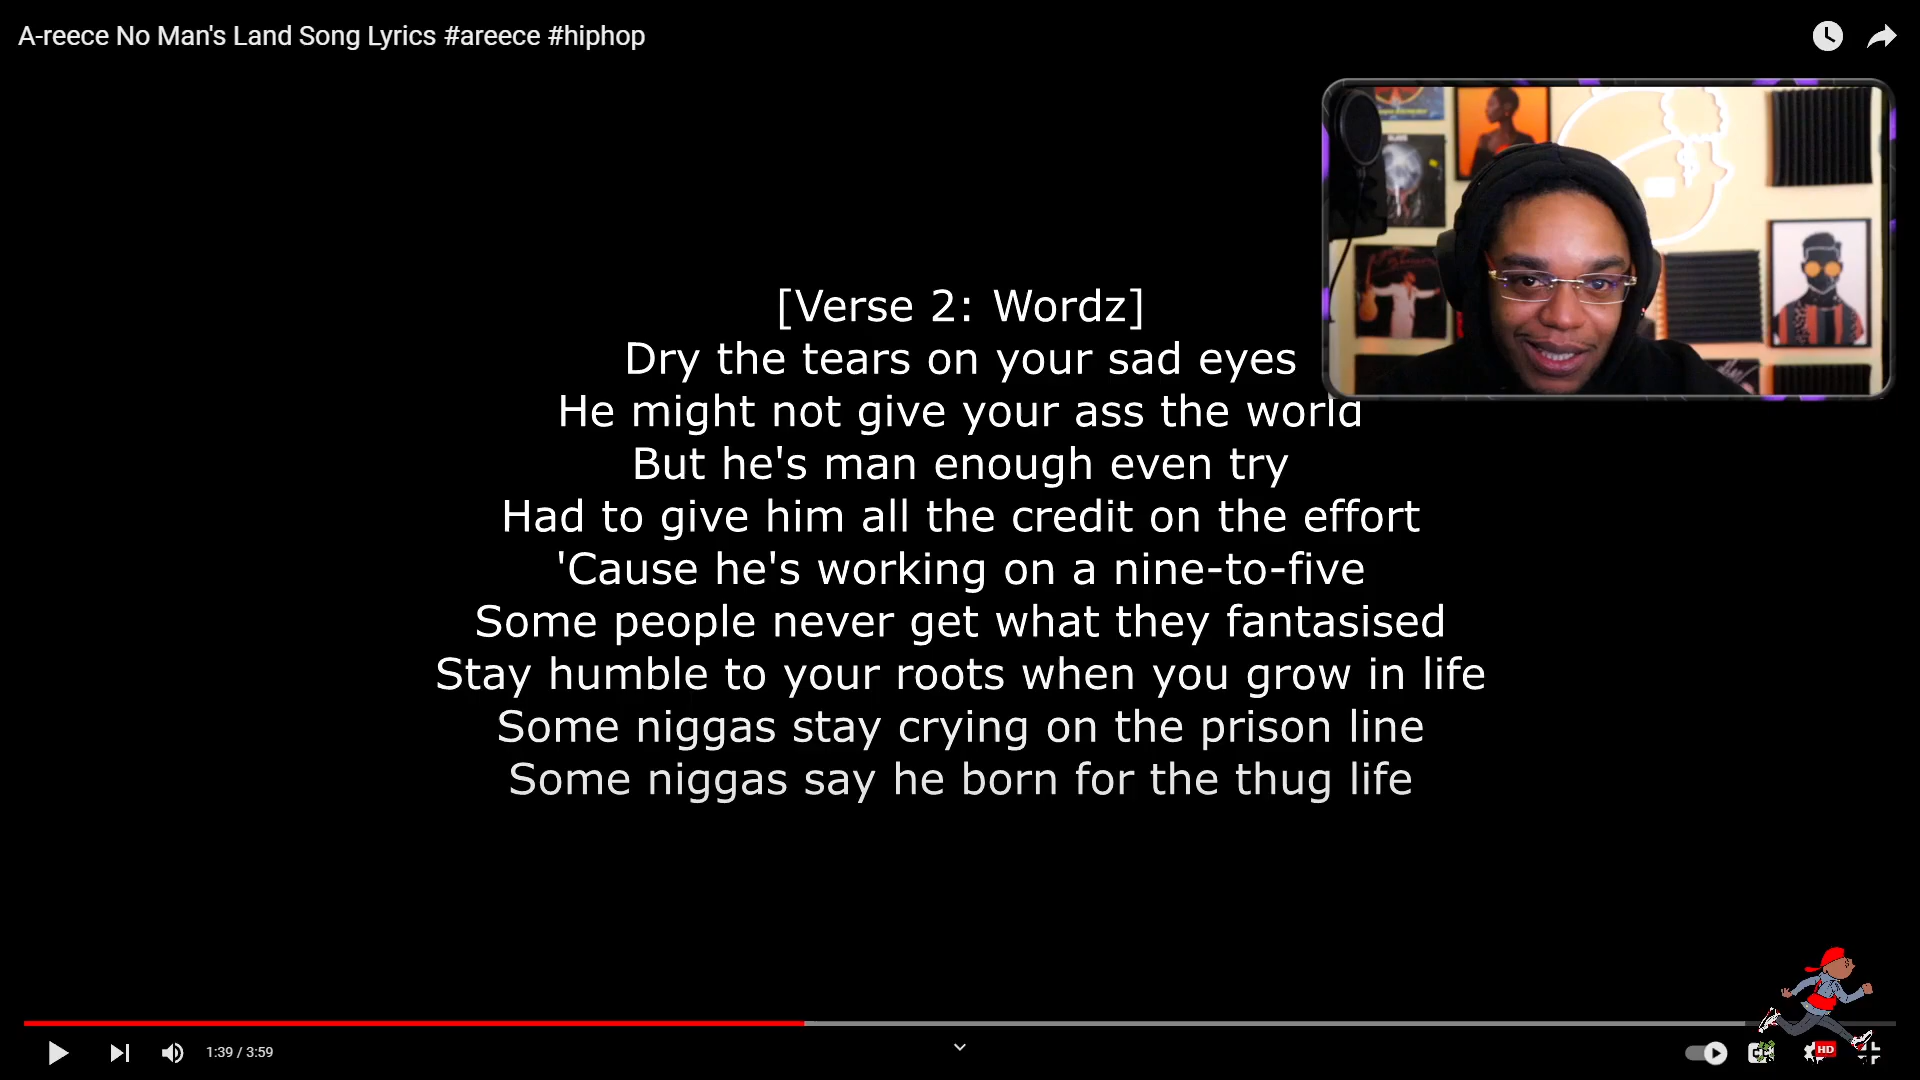 A-reece No Man's Land Song Lyrics #areece #hiphop
[Verse 2: Wordz]
Dry the tears on your sad eyes
He might not give your ass the world
But he's man enough even try
Had to give him all the credit on the effort
'Cause he's working on a nine-to-five
Some people never get what they fantasised
Stay humble to your roots when you grow in life
Some niggas stay crying on the prison line
Some niggas say he born for the thug life
1:39 / 3:59
HD